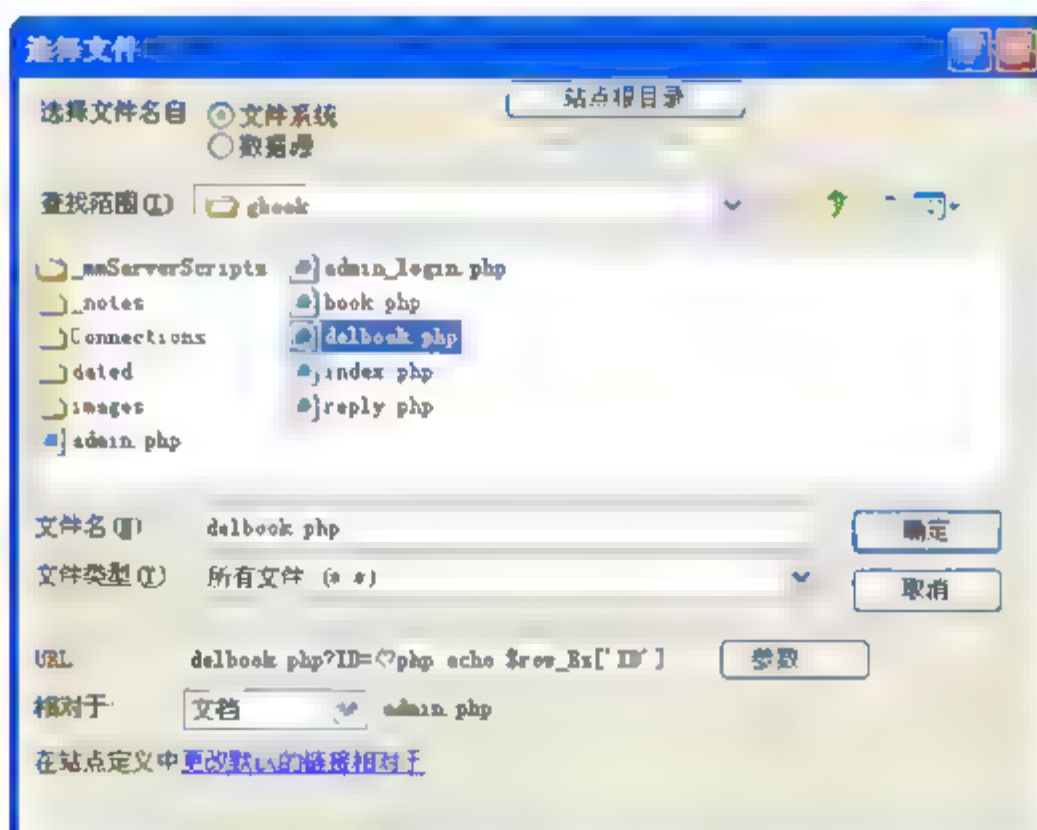 选择文件
选择文件名自 文件系统 站点根目录
数据源
查找范围(I) gbook
_mmServerScripts admin_login.php
_notes book php
Connections delbook php
dated index php
images reply php
admin php
文件名(N) delbook php 确定
文件类型(T) 所有文件 (* *) 取消
URL delbook php?ID=<?php echo $row_Rs['ID'] 参数
相对于 文档 admin php
在站点定义中更改默认的链接相对于